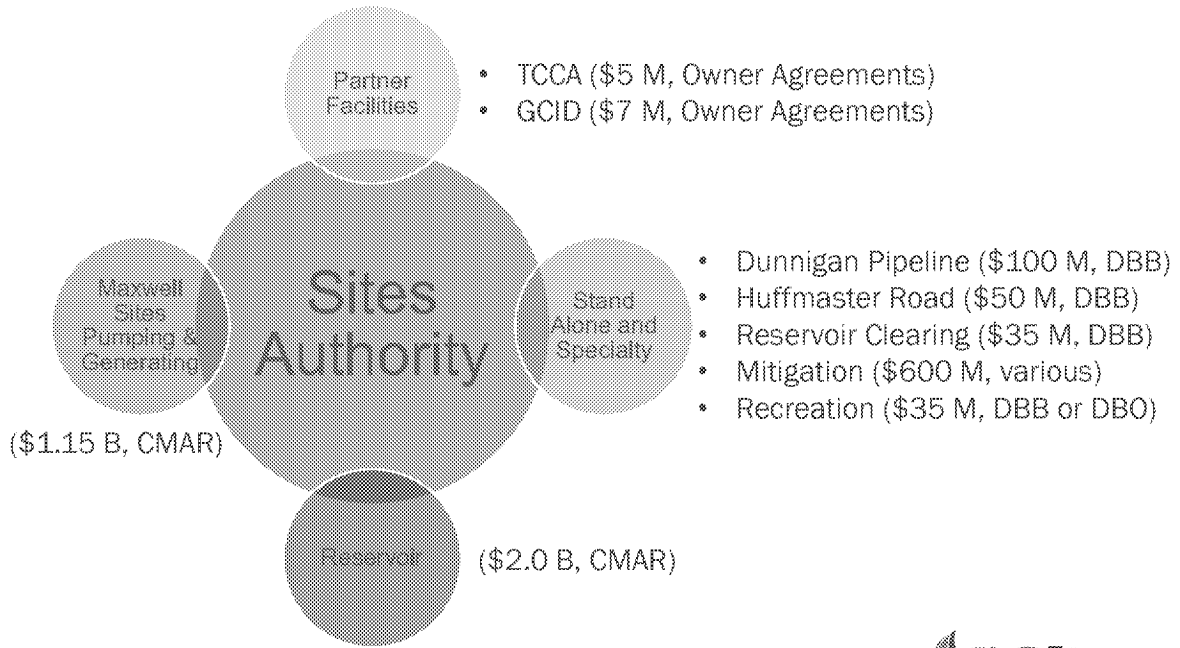 Partner
Facilities
• TCCA ($5 M, Owner Agreements)
• GCID ($7 M, Owner Agreements)
Sites
Authority
Maxwell
Sites
Pumping &
Generating
($1.15 B, CMAR)
Stand
Alone and
Specialty
• Dunnigan Pipeline ($100 M, DBB)
• Huffmaster Road ($50 M, DBB)
• Reservoir Clearing ($35 M, DBB)
• Mitigation ($600 M, various)
• Recreation ($35 M, DBB or DBO)
Reservoir
($2.0 B, CMAR)